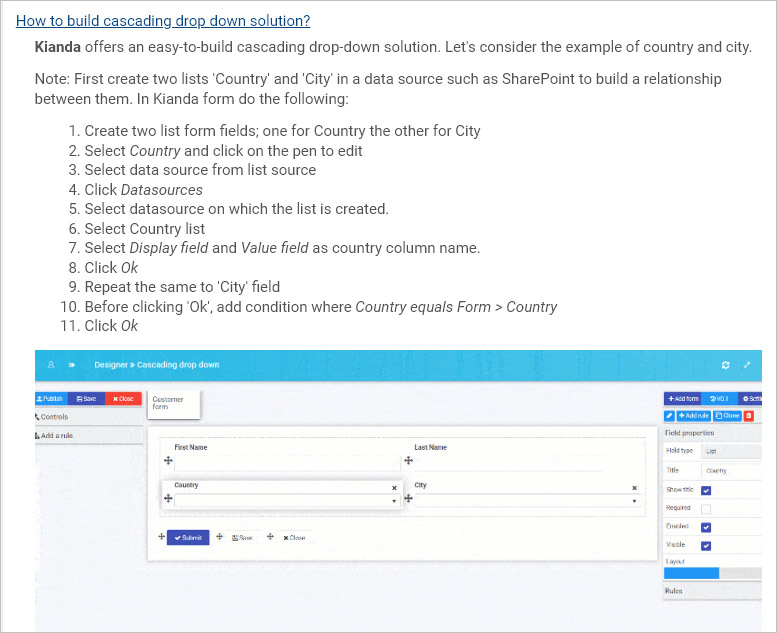 How to build cascading drop down solution?
Kianda offers an easy-to-build cascading drop-down solution. Let's consider the example of country and city.
Note: First create two lists 'Country' and 'City' in a data source such as SharePoint to build a relationship
between them. In Kianda form do the following:
1. Create two list form fields; one for Country the other for City
2. Select Country and click on the pen to edit
3. Select data source from list source
4. Click Datasources
5. Select datasource on which the list is created.
6. Select Country list
7. Select Display field and Value field as country column name.
8. Click Ok
9. Repeat the same to 'City' field
10. Before clicking 'Ok', add condition where Country equals Form > Country
11. Click Ok
Designer » Cascading drop down
Publish Save Close
Customer
form
Add form V0.1 Setti
Controls
Add a rule
Add rule Clone
Field properties
First Name Last Name
Field type List
Title Country
Country City
Show title
Required
Enabled
Submit Save Close
Visible
Layout
Rules